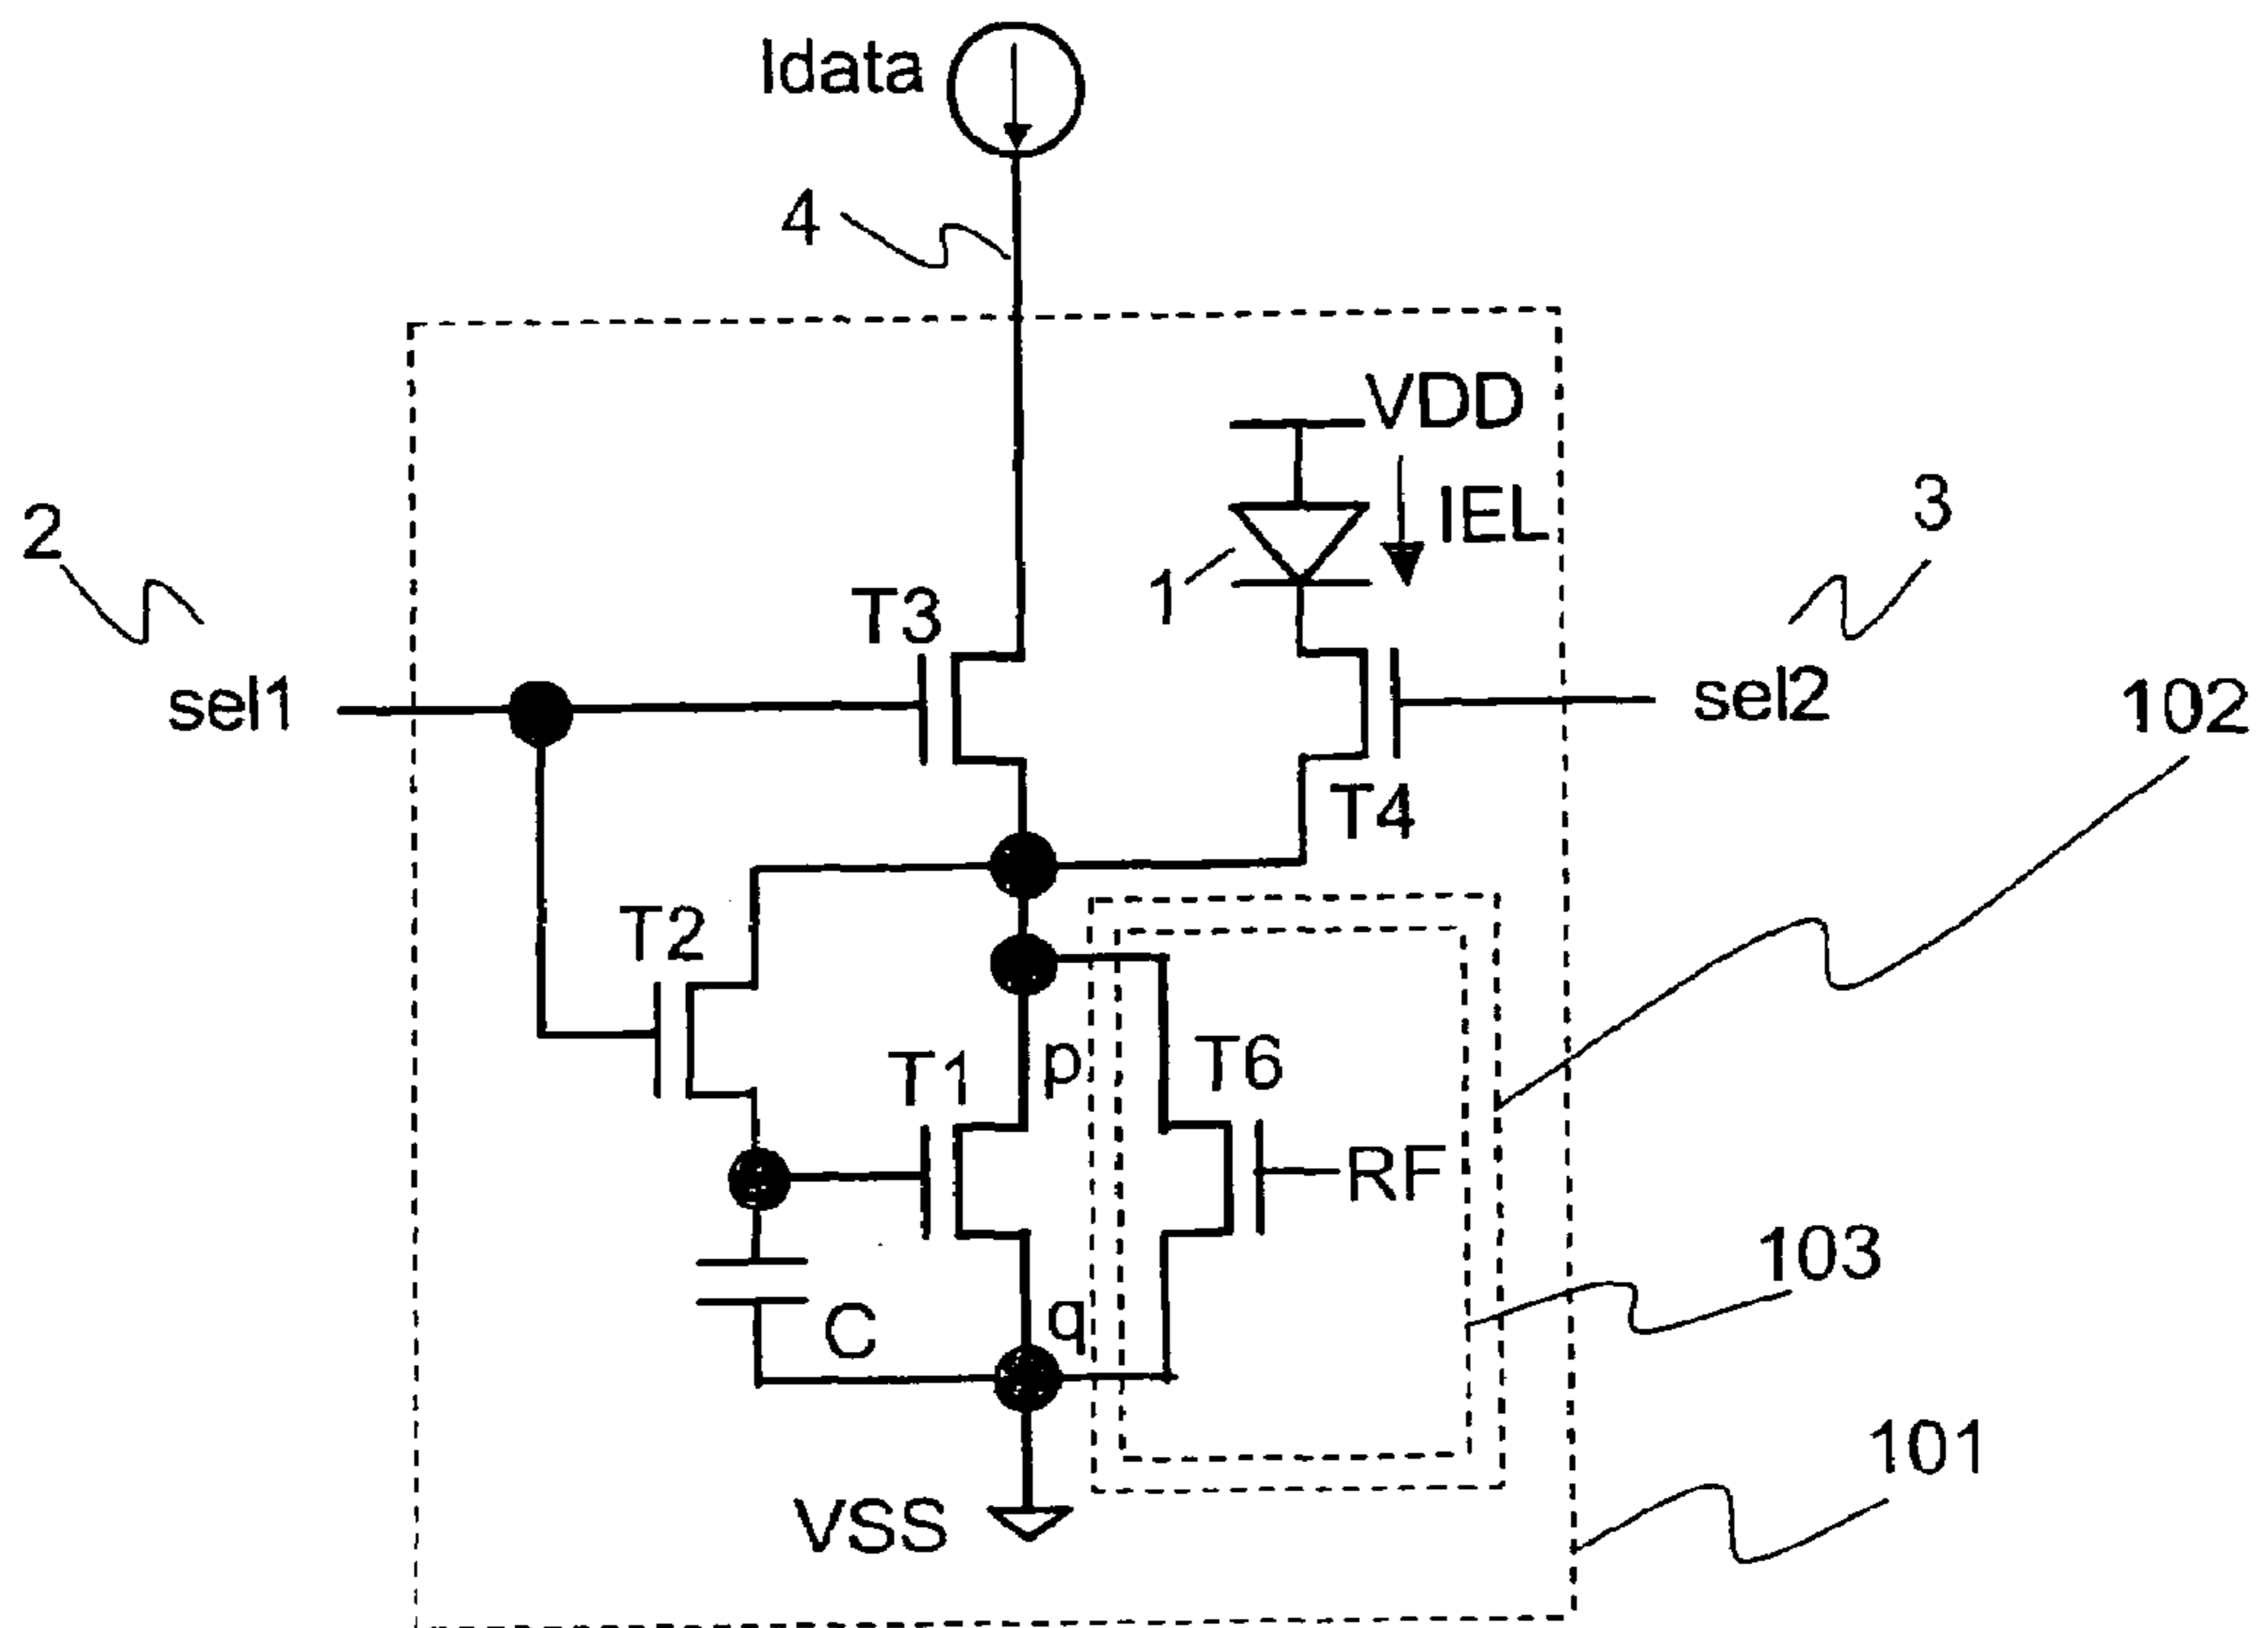 Idata
4
VDD
2
IEL
3
1
T3
sel1
sel2
102
T4
T2
T1
p
T6
RF
103
C
q
101
VSS